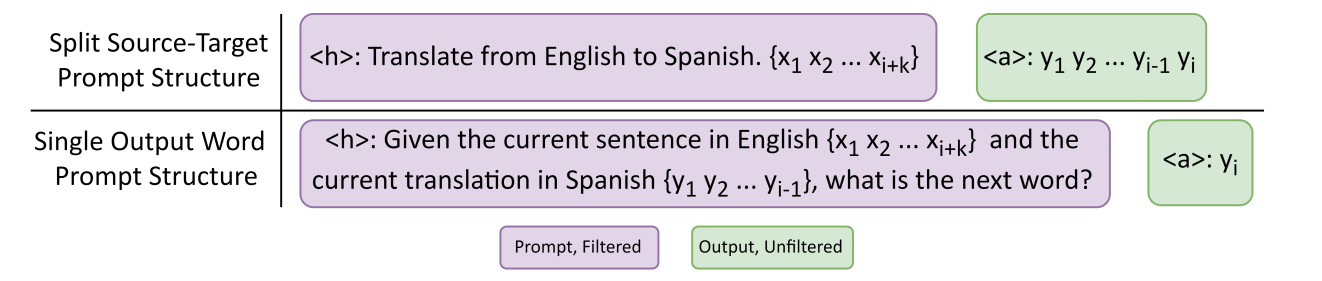 Split Source-Target
Prompt Structure
<h>: Translate from English to Spanish. {x₁ x₂ ... xᵢ₊ₖ}
<a>: y₁ y₂ ... yᵢ₋₁ yᵢ
Single Output Word
Prompt Structure
<h>: Given the current sentence in English {x₁ x₂ ... xᵢ₊ₖ} and the
current translation in Spanish {y₁ y₂ ... yᵢ₋₁}, what is the next word?
<a>: yᵢ
Prompt, Filtered
Output, Unfiltered